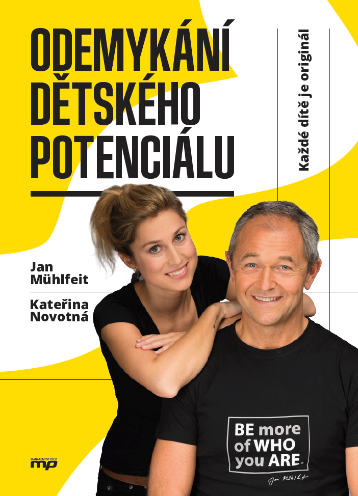 ODEMYKÁNÍ
DĚTSKÉHO
POTENCIÁLU
Každé dítě je originál
Jan
Mühlfeit
Kateřina
Novotná
BE more
of WHO
you ARE.
mp